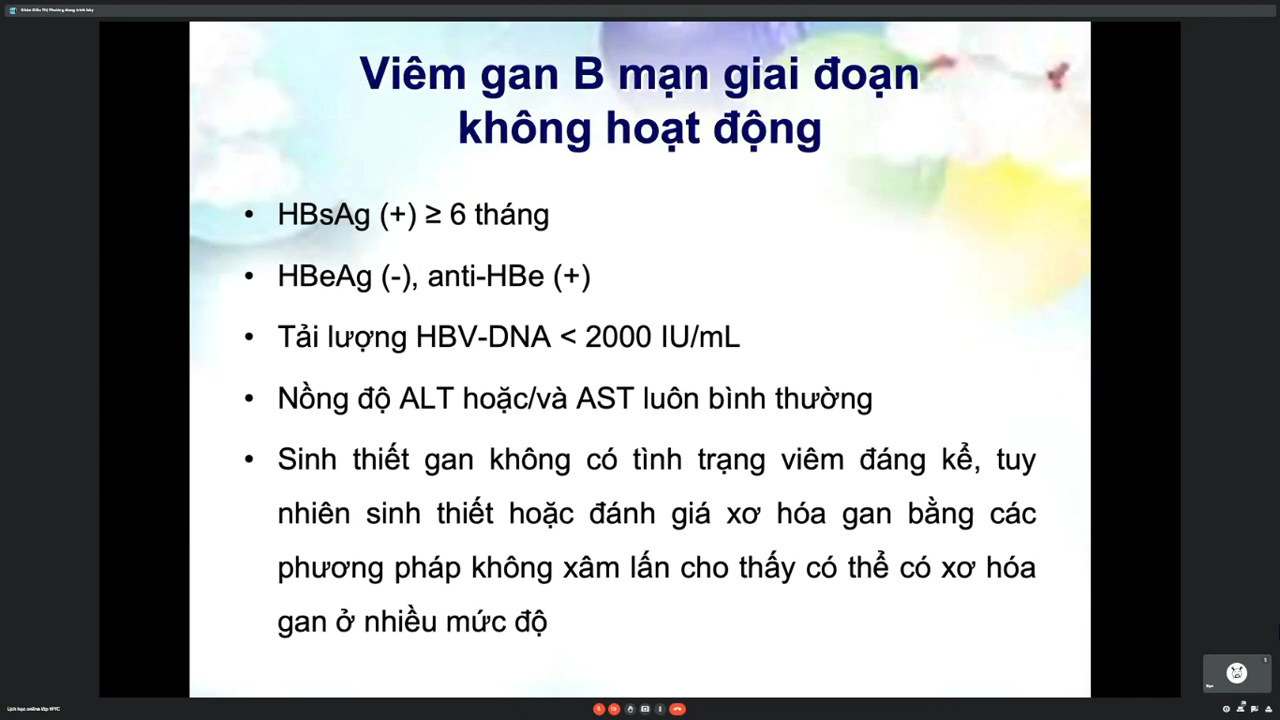 Viêm gan B mạn giai đoạn
không hoạt động
• HBsAg (+) ≥ 6 tháng
• HBeAg (-), anti-HBe (+)
• Tải lượng HBV-DNA < 2000 IU/mL
• Nồng độ ALT hoặc/và AST luôn bình thường
• Sinh thiết gan không có tình trạng viêm đáng kể, tuy
nhiên sinh thiết hoặc đánh giá xơ hóa gan bằng các
phương pháp không xâm lấn cho thấy có thể có xơ hóa
gan ở nhiều mức độ
Bạn